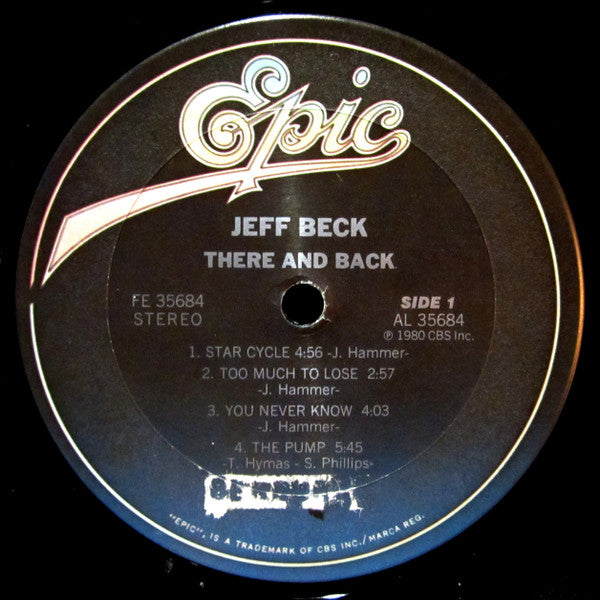 Epic
JEFF BECK
THERE AND BACK
FE 35684
STEREO
SIDE 1
AL 35684
℗ 1980 CBS Inc.
1. STAR CYCLE 4:56 -J. Hammer-
2. TOO MUCH TO LOSE 2:57
-J. Hammer-
3. YOU NEVER KNOW 4:03
-J. Hammer-
4. THE PUMP 5:45
-T. Hymas - S. Phillips-
"EPIC", IS A TRADEMARK OF CBS INC./MARCA REG.